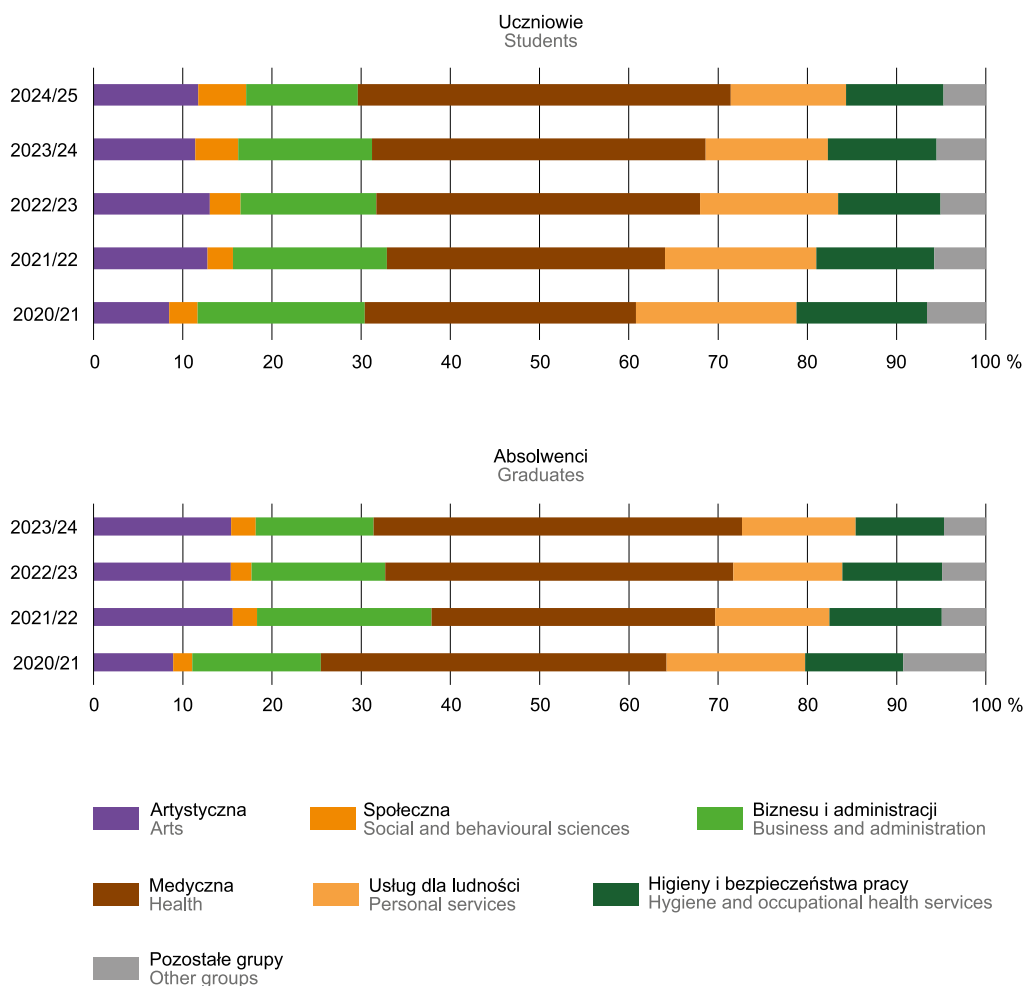 Uczniowie
Students
2024/25
2023/24
2022/23
2021/22
2020/21
0 10 20 30 40 50 60 70 80 90 100 %
Absolwenci
Graduates
2023/24
2022/23
2021/22
2020/21
0 10 20 30 40 50 60 70 80 90 100 %
Artystyczna
Arts
Społeczna
Social and behavioural sciences
Biznesu i administracji
Business and administration
Medyczna
Health
Usług dla ludności
Personal services
Higieny i bezpieczeństwa pracy
Hygiene and occupational health services
Pozostałe grupy
Other groups